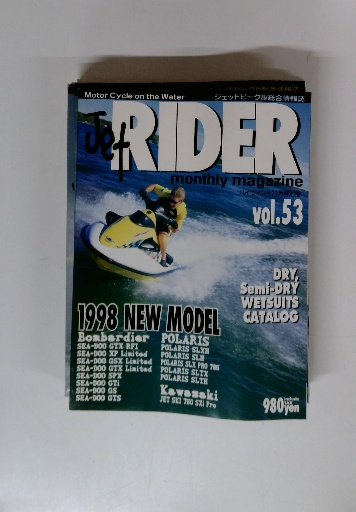 Motor Cycle on the Water
ジェットビークル総合情報誌
Jet RIDER
monthly magazine
vol.53
DRY,
Semi-DRY
WETSUITS
CATALOG
1998 NEW MODEL
Bombardier
SEA-DOO GTX RFI
SEA-DOO XP Limited
SEA-DOO GSX Limited
SEA-DOO GTX Limited
SEA-DOO SPX
SEA-DOO GTi
SEA-DOO GS
SEA-DOO GTS
POLARIS
POLARIS SLXH
POLARIS SLH
POLARIS SLX PRO 785
POLARIS SLTX
POLARIS SLTH
Kawasaki
JET SKI 750 SXi Pro
980yen